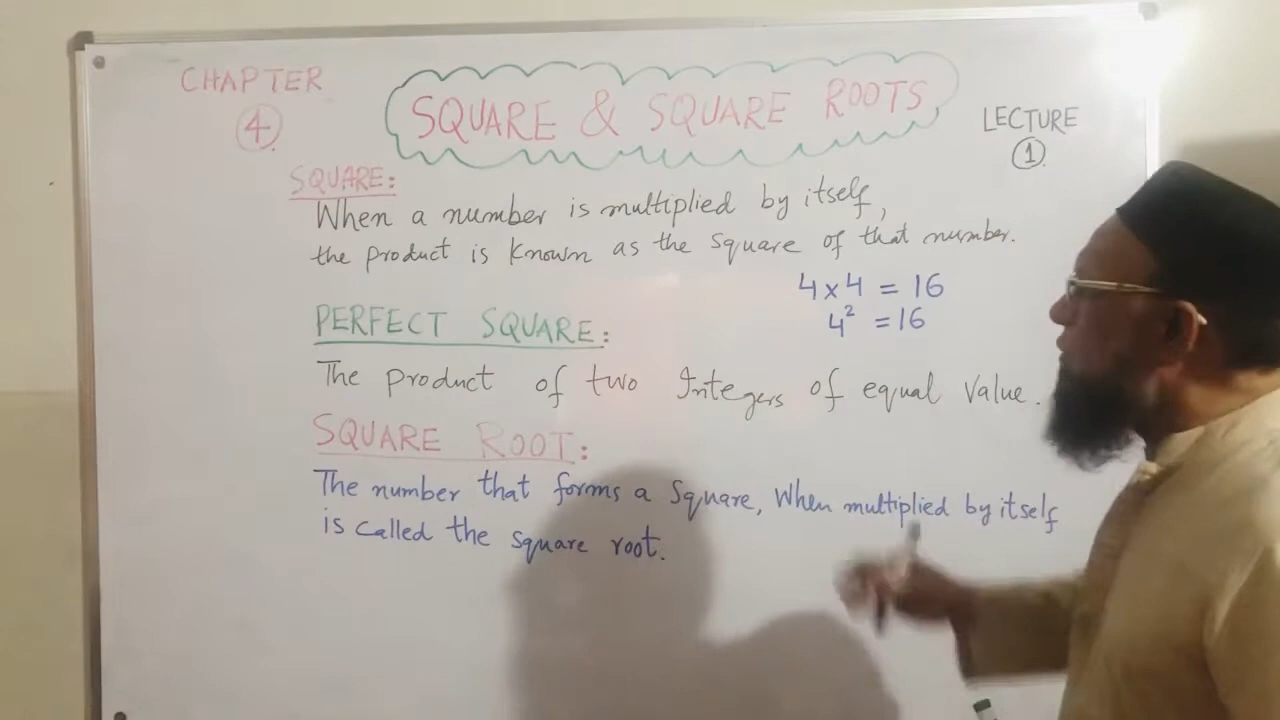 CHAPTER
4
SQUARE & SQUARE ROOTS
LECTURE
1
SQUARE:
When a number is multiplied by itself,
the product is known as the square of that number.
4 x 4 = 16
4² = 16
PERFECT SQUARE:
The product of two Integers of equal value.
SQUARE ROOT:
The number that forms a square, when multiplied by itself
is called the square root.